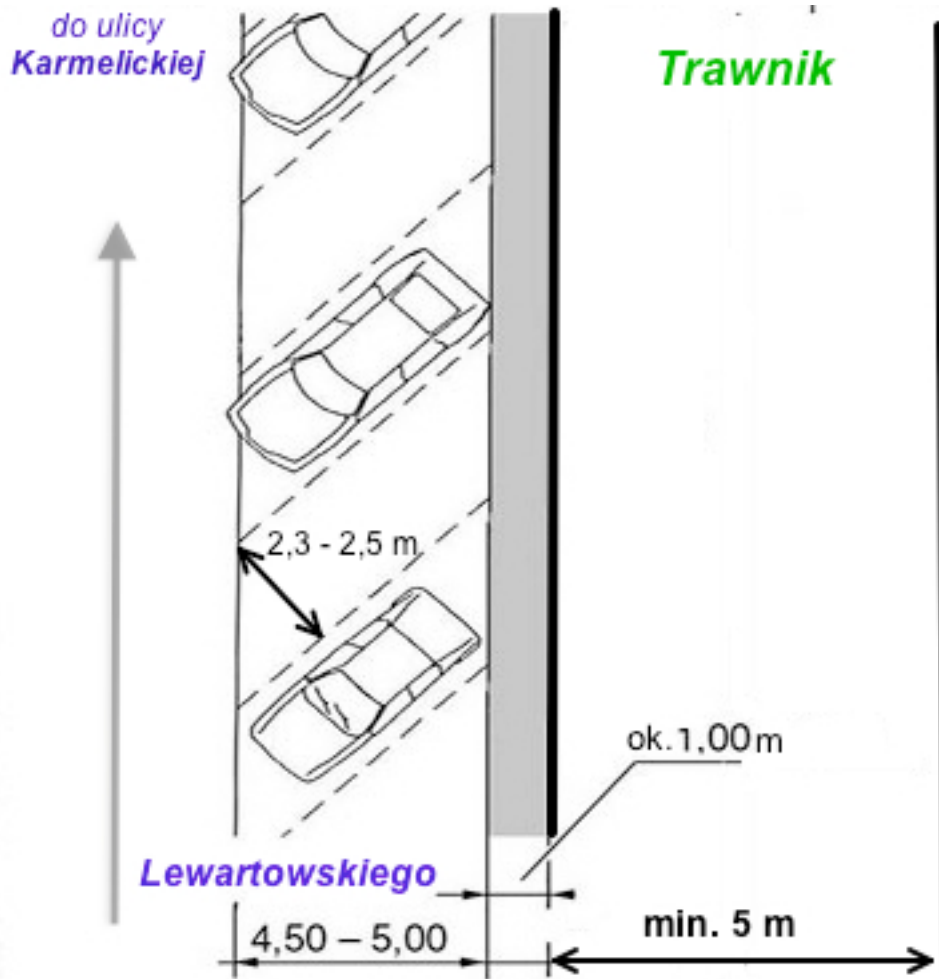 do ulicy
Karmelickiej
Trawnik
2,3 - 2,5 m
ok.1,00m
Lewartowskiego
4,50 – 5,00
min. 5 m